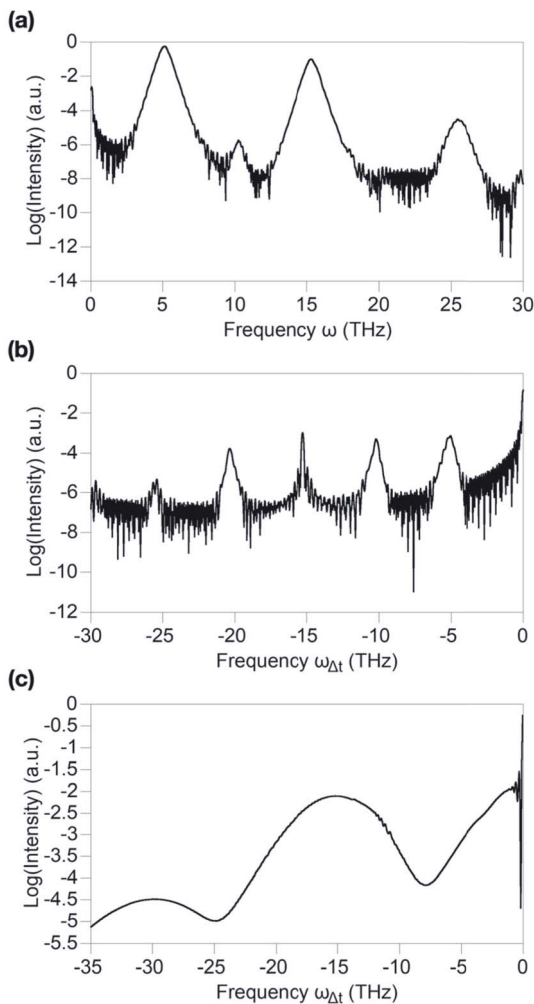 (a)
0
-2
-4
-6
-8
-10
-12
-14
Log(Intensity) (a.u.)
0 5 10 15 20 25 30
Frequency ω (THz)
(b)
0
-2
-4
-6
-8
-10
-12
Log(Intensity) (a.u.)
-30 -25 -20 -15 -10 -5 0
Frequency ωΔt (THz)
(c)
0
-0.5
-1
-1.5
-2
-2.5
-3
-3.5
-4
-4.5
-5
-5.5
Log(Intensity) (a.u.)
-35 -30 -25 -20 -15 -10 -5 0
Frequency ωΔt (THz)